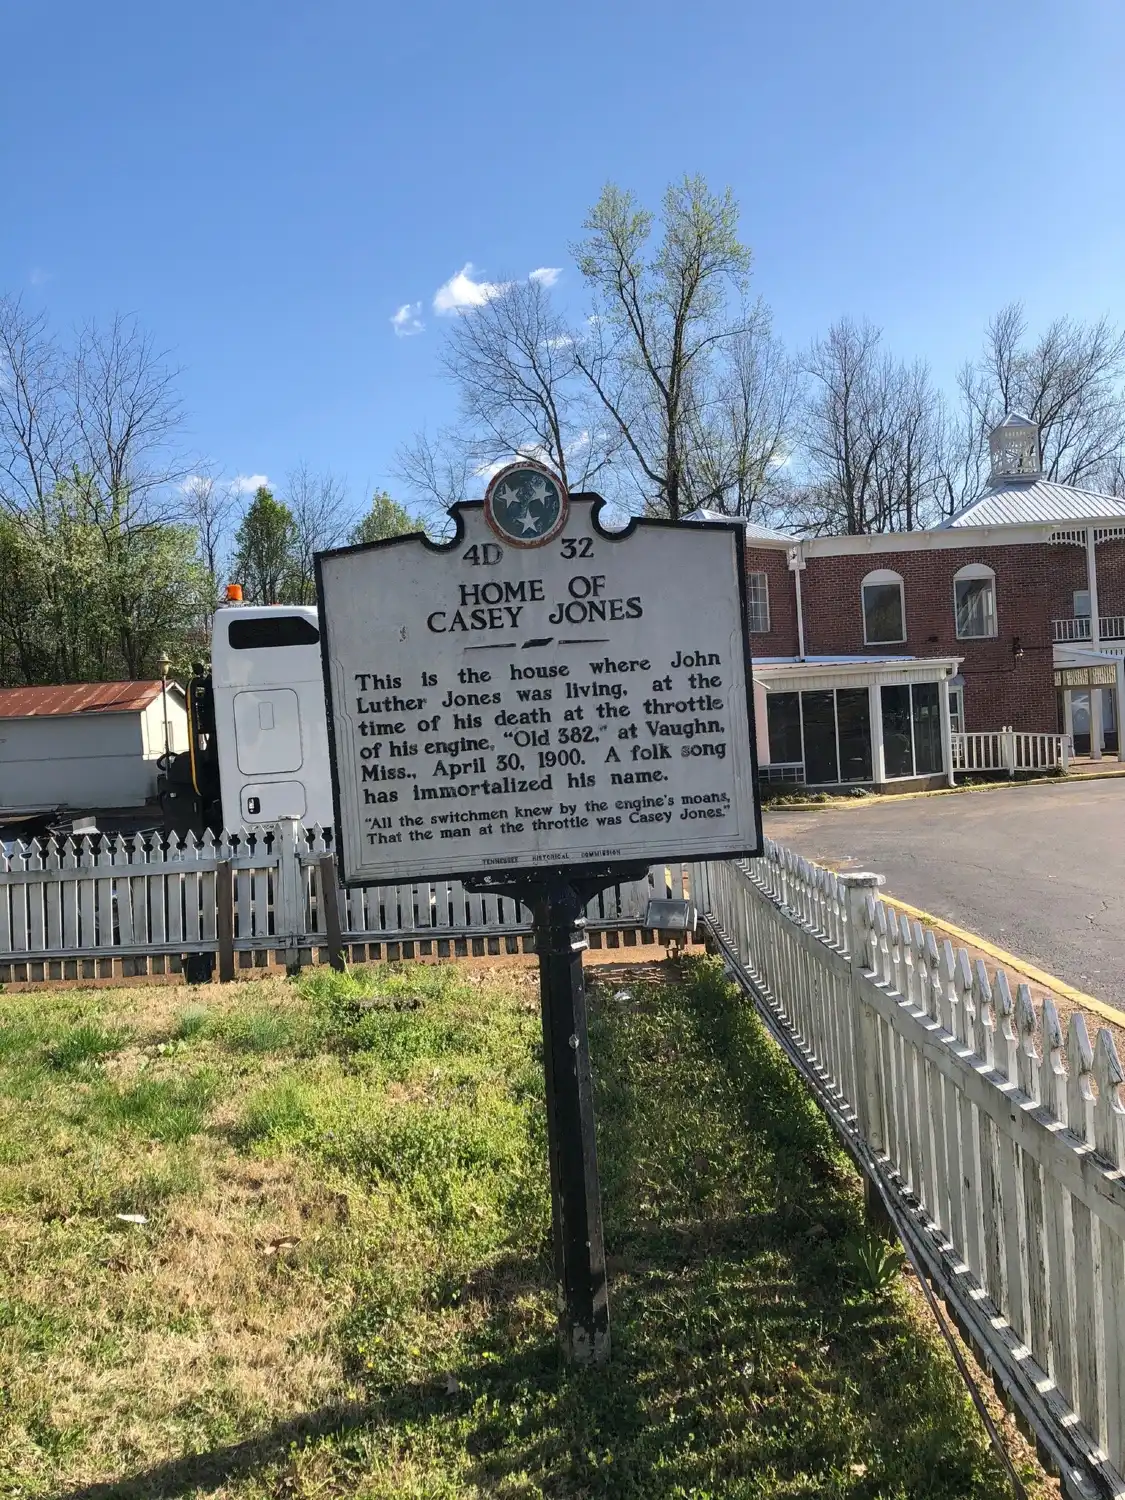 4D 32
HOME OF
CASEY JONES
This is the house where John
Luther Jones was living, at the
time of his death at the throttle
of his engine, "Old 382," at Vaughn,
Miss., April 30, 1900. A folk song
has immortalized his name.
"All the switchmen knew by the engine's moans,
That the man at the throttle was Casey Jones."
TENNESSEE HISTORICAL COMMISSION